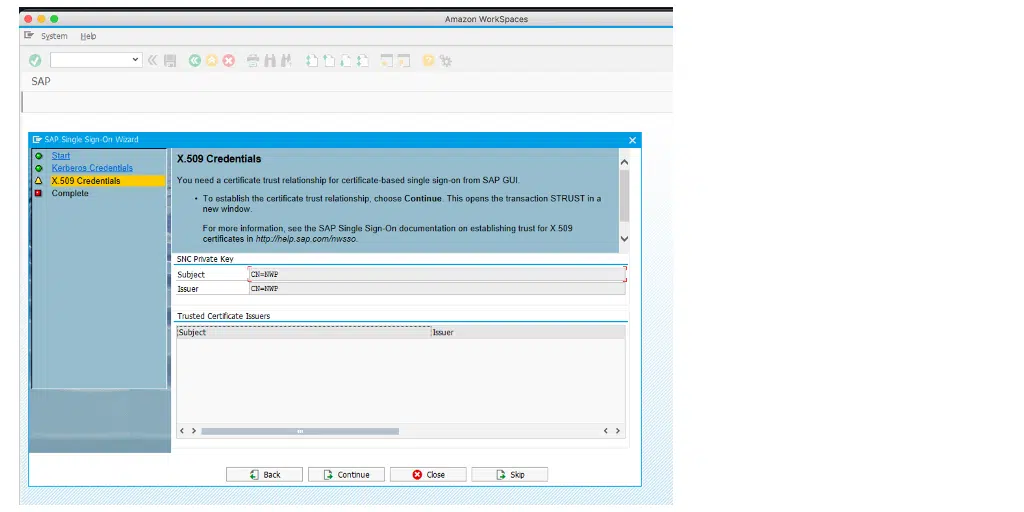 Amazon WorkSpaces
System Help
SAP
SAP Single Sign-On Wizard
Start
Kerberos Credentials
X.509 Credentials
Complete
X.509 Credentials
You need a certificate trust relationship for certificate-based single sign-on from SAP GUI.
• To establish the certificate trust relationship, choose Continue. This opens the transaction STRUST in a
new window.
For more information, see the SAP Single Sign-On documentation on establishing trust for X.509
certificates in http://help.sap.com/nwsso.
SNC Private Key
Subject CN=NWP
Issuer CN=NWP
Trusted Certificate Issuers
Subject Issuer
Back Continue Close Skip